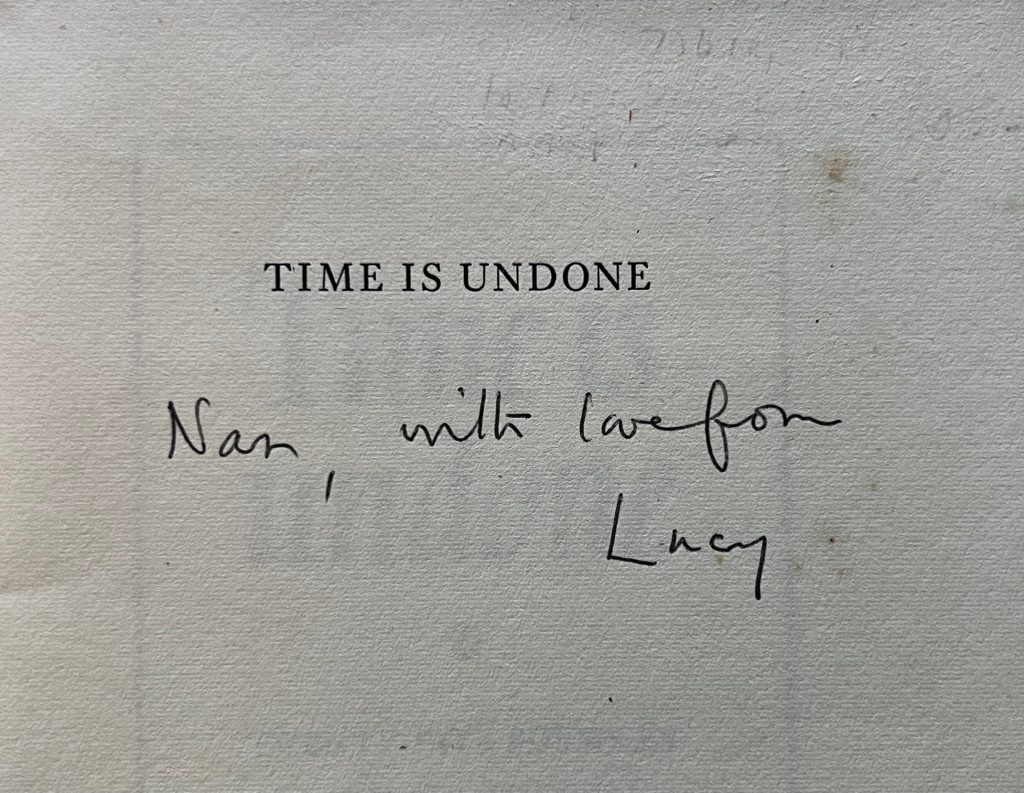 TIME IS UNDONE
Nan, with love from
Lucy